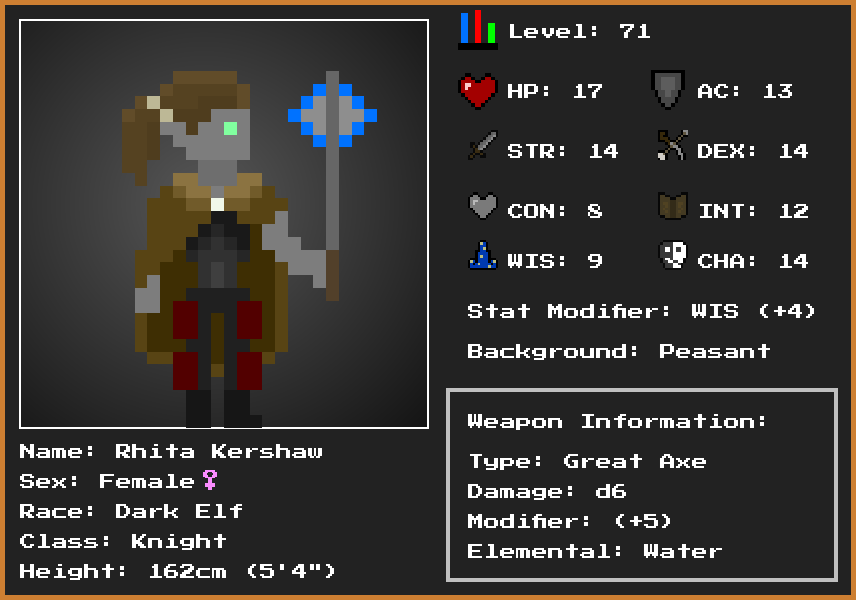 Level: 71
HP: 17
AC: 13
STR: 14
DEX: 14
CON: 8
INT: 12
WIS: 9
CHA: 14
Stat Modifier: WIS (+4)
Background: Peasant
Weapon Information:
Type: Great Axe
Damage: d6
Modifier: (+5)
Elemental: Water
Name: Rhita Kershaw
Sex: Female♀
Race: Dark Elf
Class: Knight
Height: 162cm (5'4")